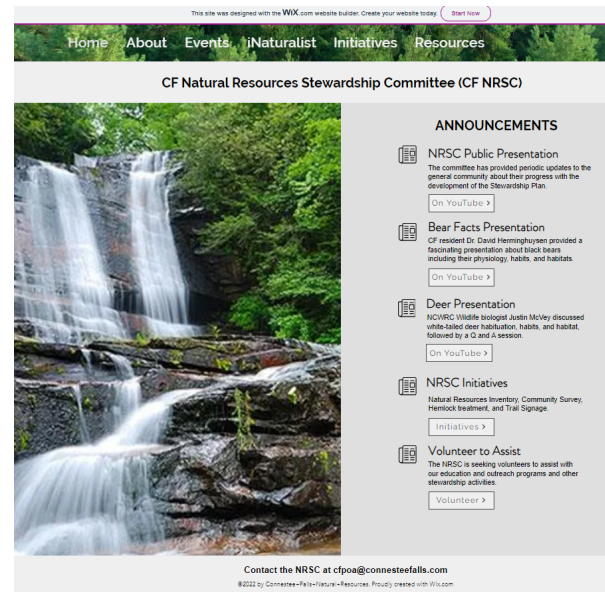 This site was designed with the WiX.com website builder. Create your website today. Start Now
Home About Events iNaturalist Initiatives Resources
CF Natural Resources Stewardship Committee (CF NRSC)
ANNOUNCEMENTS
NRSC Public Presentation
The committee has provided periodic updates to the
general community about their progress with the
development of the Stewardship Plan.
On YouTube >
Bear Facts Presentation
CF resident Dr. David Herminghuysen provided a
fascinating presentation about black bears
including their physiology, habits, and habitats.
On YouTube >
Deer Presentation
NCWRC Wildlife biologist Justin McVey discussed
white-tailed deer habituation, habits, and habitat,
followed by a Q and A session.
On YouTube >
NRSC Initiatives
Natural Resources Inventory, Community Survey,
Hemlock treatment, and Trail Signage.
Initiatives >
Volunteer to Assist
The NRSC is seeking volunteers to assist with
our education and outreach programs and other
stewardship activities.
Volunteer >
Contact the NRSC at cfpoa@connesteefalls.com
©2022 by Connestee-Falls-Natural-Resources. Proudly created with Wix.com